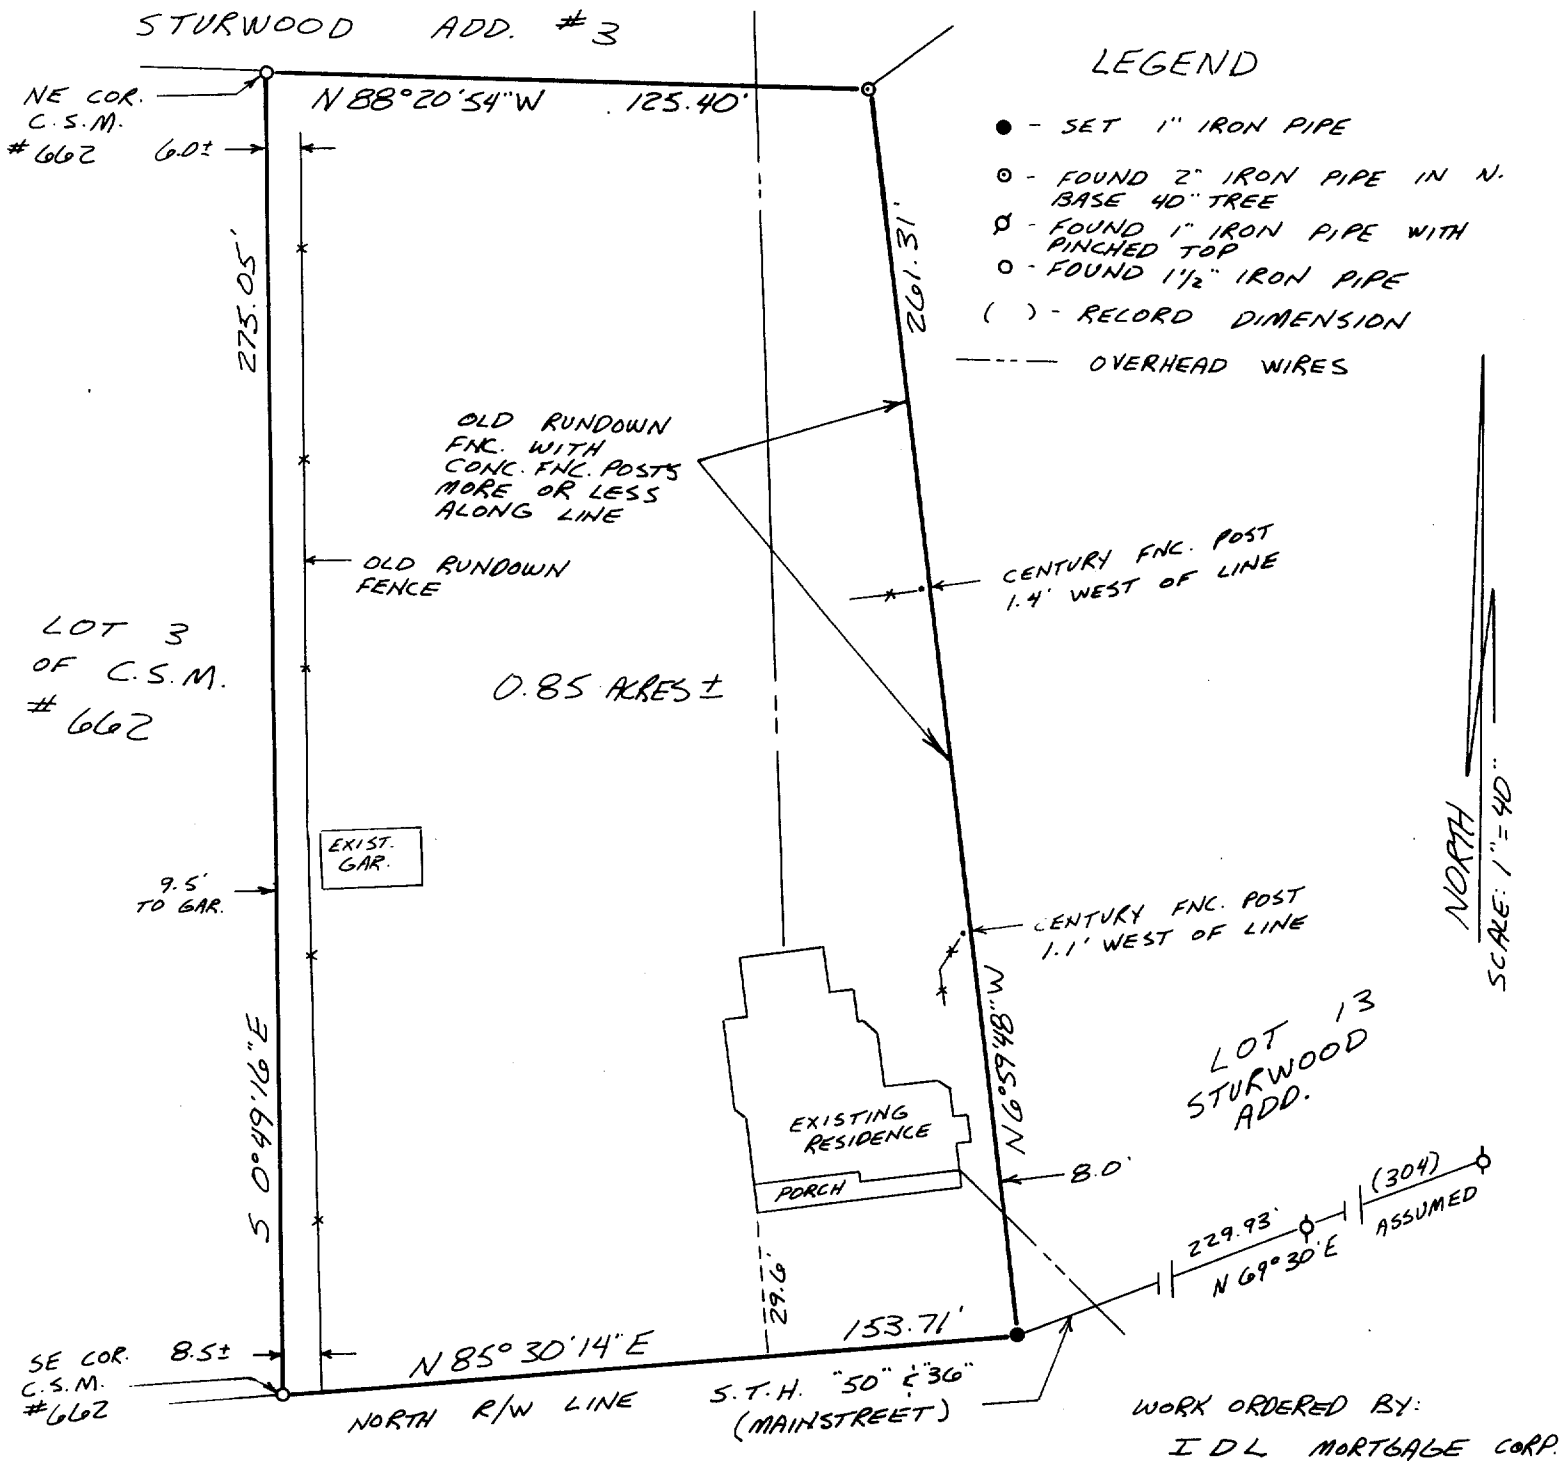 STURWOOD ADD. #3
NE COR.
C.S.M.
#662
6.0±
N 88°20'54"W 125.40'
LEGEND
- SET 1" IRON PIPE
- FOUND 2" IRON PIPE IN N.
BASE 40" TREE
- FOUND 1" IRON PIPE WITH
PINCHED TOP
- FOUND 1½" IRON PIPE
( ) - RECORD DIMENSION
OVERHEAD WIRES
275.05'
261.31'
OLD RUNDOWN
FNC. WITH
CONC. FNC. POSTS
MORE OR LESS
ALONG LINE
OLD RUNDOWN
FENCE
CENTURY FNC. POST
1.4' WEST OF LINE
LOT 3
OF C.S.M.
#662
0.85 ACRES±
EXIST.
GAR.
9.5'
TO GAR.
NORTH
SCALE: 1"=40"
CENTURY FNC. POST
1.1' WEST OF LINE
S 0°49'16"E
N6°59'48"W
LOT 13
STURWOOD
ADD.
EXISTING
RESIDENCE
PORCH
8.0'
(304)
ASSUMED
229.93'
N 69°30'E
29.6'
153.71'
N 85°30'14"E
SE COR.
C.S.M.
#662
8.5±
NORTH R/W LINE
S.T.H. "50" & "36"
(MAINSTREET)
WORK ORDERED BY:
IDL MORTGAGE CORP.